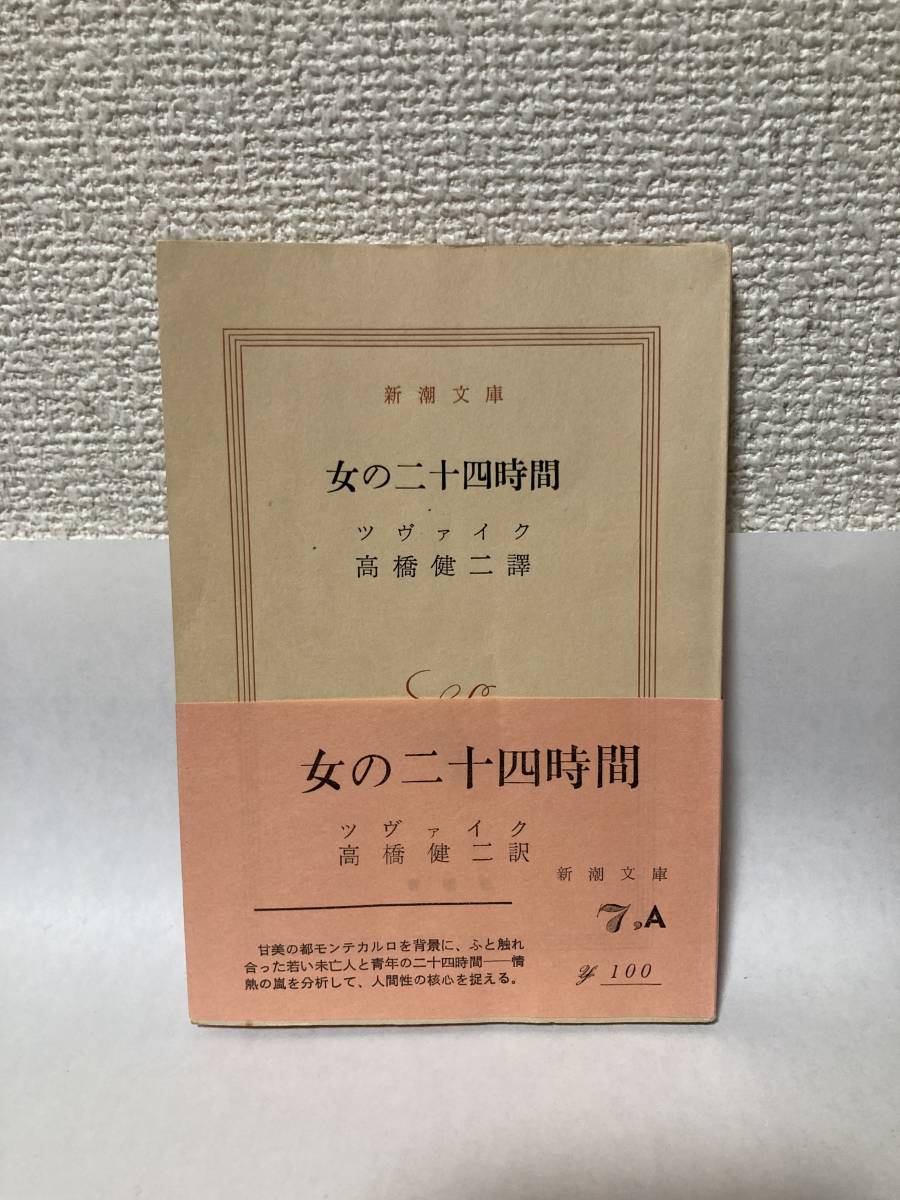 新潮文庫
女の二十四時間
ツヴァイク
高橋健二譯
女の二十四時間
ツヴァイク
高橋健二訳
新潮文庫
7,A
甘美の都モンテカルロを背景に、ふと触れ
合った若い未亡人と青年の二十四時間——情
熱の嵐を分析して、人間性の核心を捉える。
¥ 100